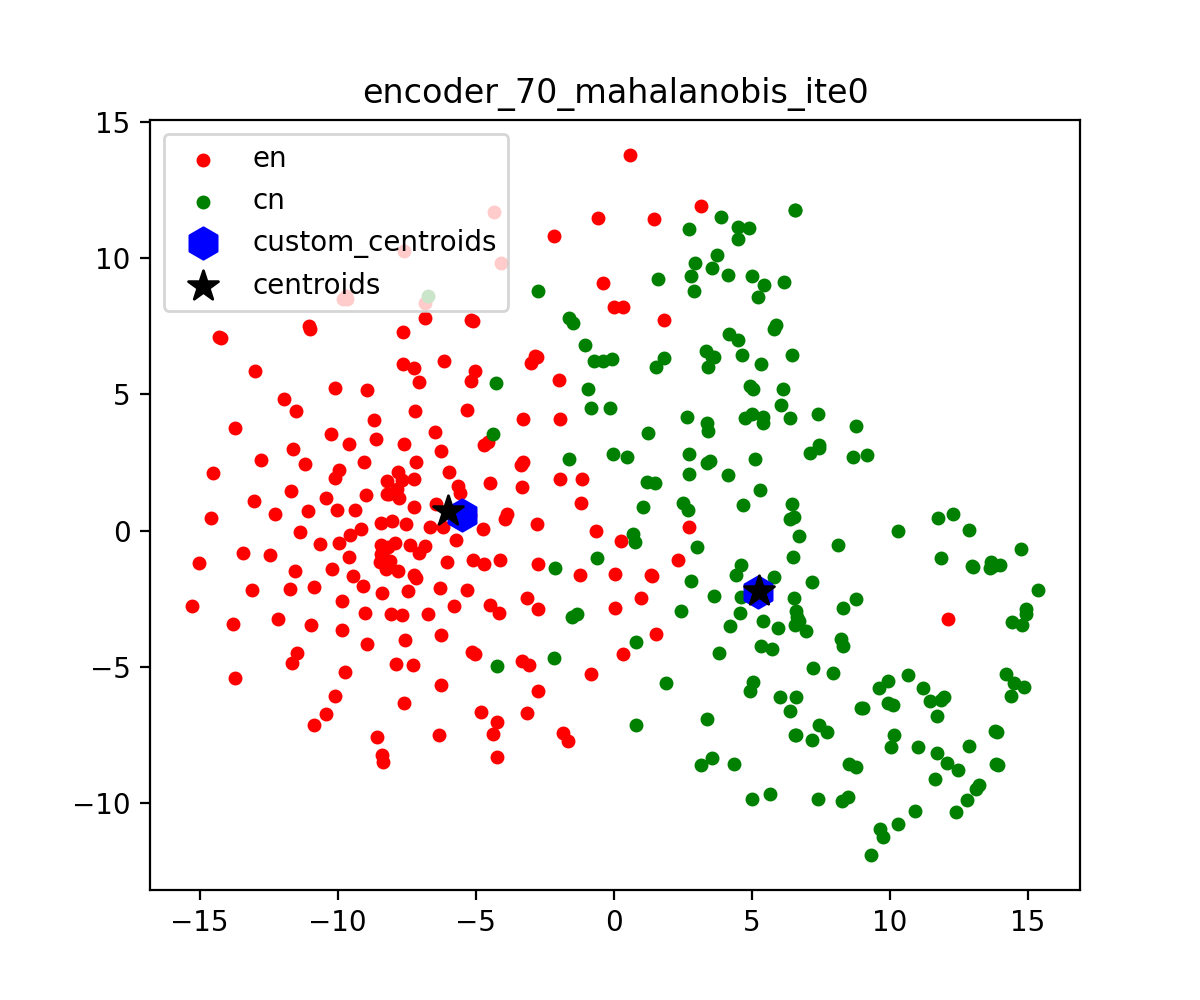 encoder_70_mahalanobis_ite0
en
cn
custom_centroids
centroids
15
10
5
0
−5
−10
−15 −10 −5 0 5 10 15